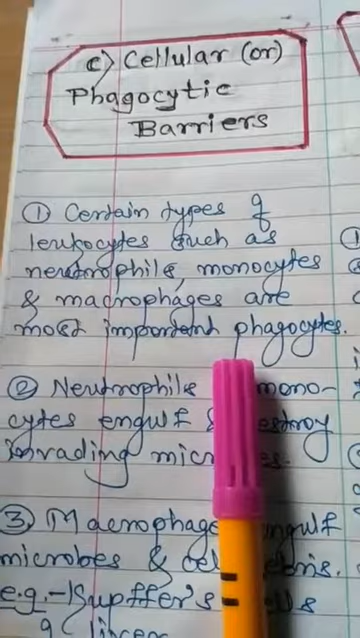 c) Cellular (or)
Phagocytic
Barriers
① Certain types of
leukocytes such as
neutrophils, monocytes
& macrophages are
most important phagocytes.
② Neutrophils mono-
cytes engulf &
invading
③ Macrophage
microbes &
e.g.- Kupffer's